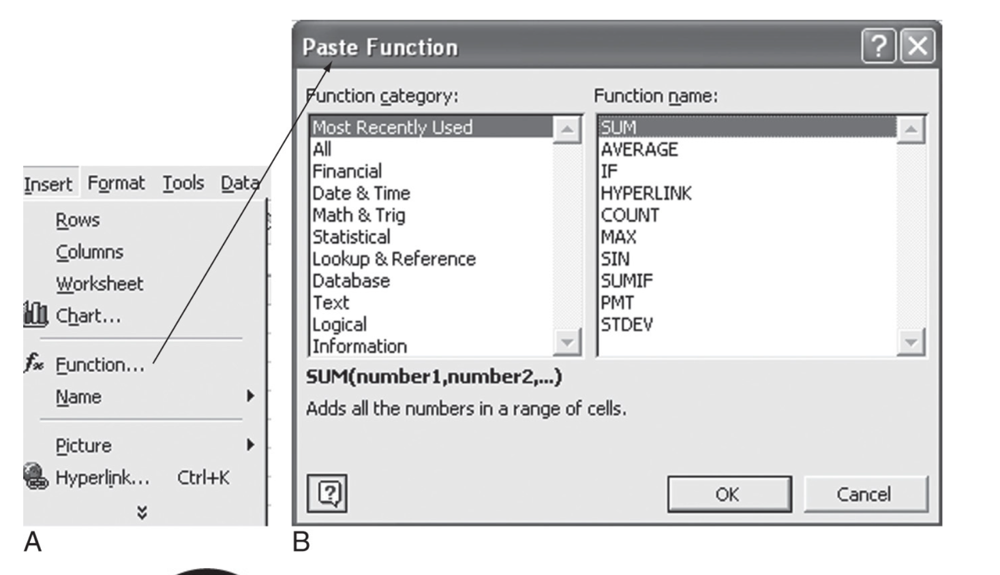 Insert Format Tools Data
Rows
Columns
Worksheet
Chart...
fx Function...
Name
Picture
Hyperlink... Ctrl+K
A
Paste Function
Function category:
Most Recently Used
All
Financial
Date & Time
Math & Trig
Statistical
Lookup & Reference
Database
Text
Logical
Information
Function name:
SUM
AVERAGE
IF
HYPERLINK
COUNT
MAX
SIN
SUMIF
PMT
STDEV
SUM(number1,number2,...)
Adds all the numbers in a range of cells.
OK Cancel
B